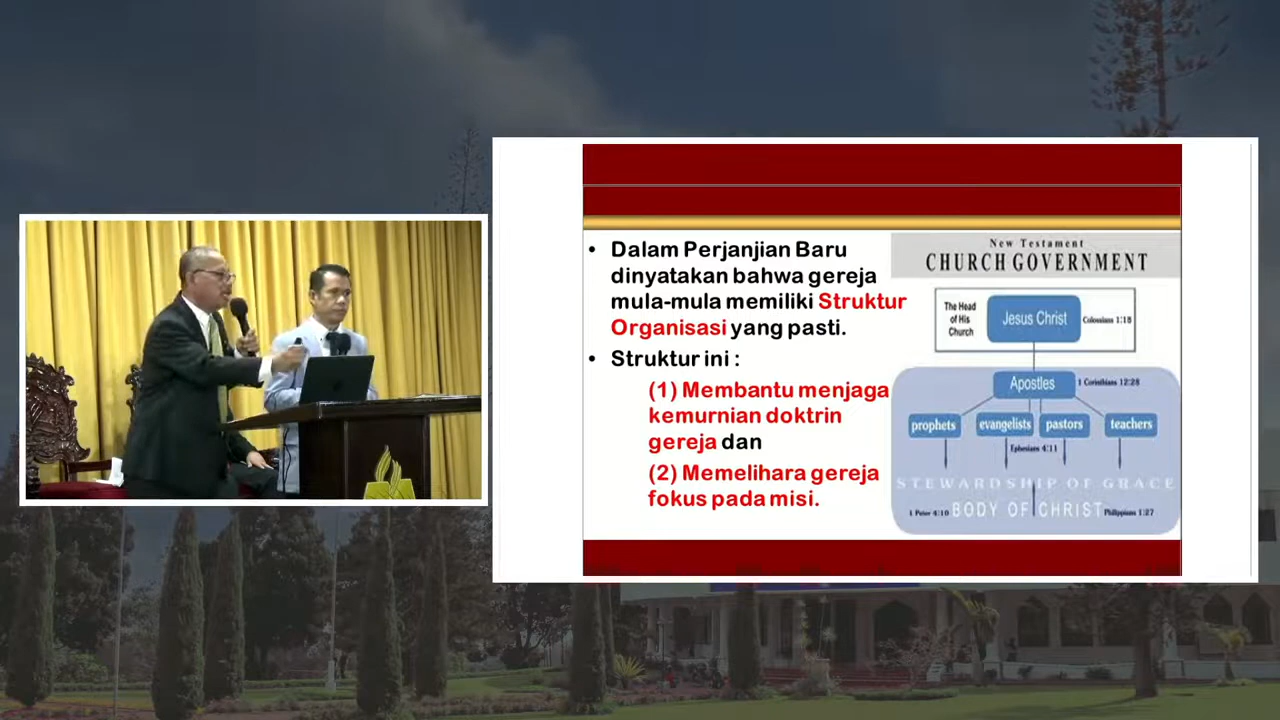 • Dalam Perjanjian Baru
dinyatakan bahwa gereja
mula-mula memiliki Struktur
Organisasi yang pasti.
• Struktur ini :
(1) Membantu menjaga
kemurnian doktrin
gereja dan
(2) Memelihara gereja
fokus pada misi.
New Testament
CHURCH GOVERNMENT
The Head
of His
Church
Jesus Christ
Colossians 1:18
Apostles
1 Corinthians 12:28
prophets
evangelists
pastors
teachers
Ephesians 4:11
STEWARDSHIP OF GRACE
1 Peter 4:10
BODY OF CHRIST
Philippians 1:27